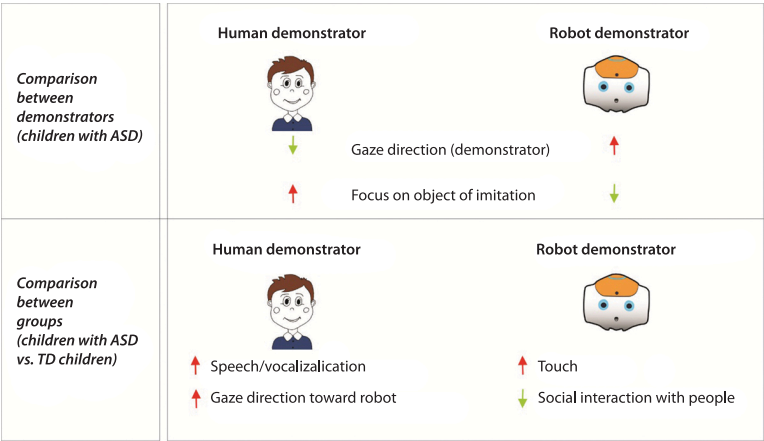 Human demonstrator
Robot demonstrator
Comparison
between
demonstrators
(children with ASD)
Gaze direction (demonstrator)
Focus on object of imitation
Human demonstrator
Robot demonstrator
Comparison
between
groups
(children with ASD
vs. TD children)
Speech/vocalizalication
Touch
Gaze direction toward robot
Social interaction with people